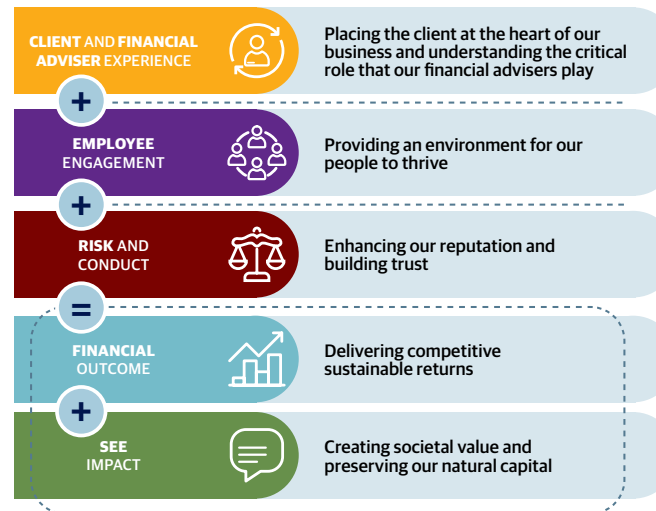 CLIENT AND FINANCIAL
ADVISER EXPERIENCE
Placing the client at the heart of our
business and understanding the critical
role that our financial advisers play
+
EMPLOYEE
ENGAGEMENT
Providing an environment for our
people to thrive
+
RISK AND
CONDUCT
Enhancing our reputation and
building trust
=
FINANCIAL
OUTCOME
Delivering competitive
sustainable returns
+
SEE
IMPACT
Creating societal value and
preserving our natural capital